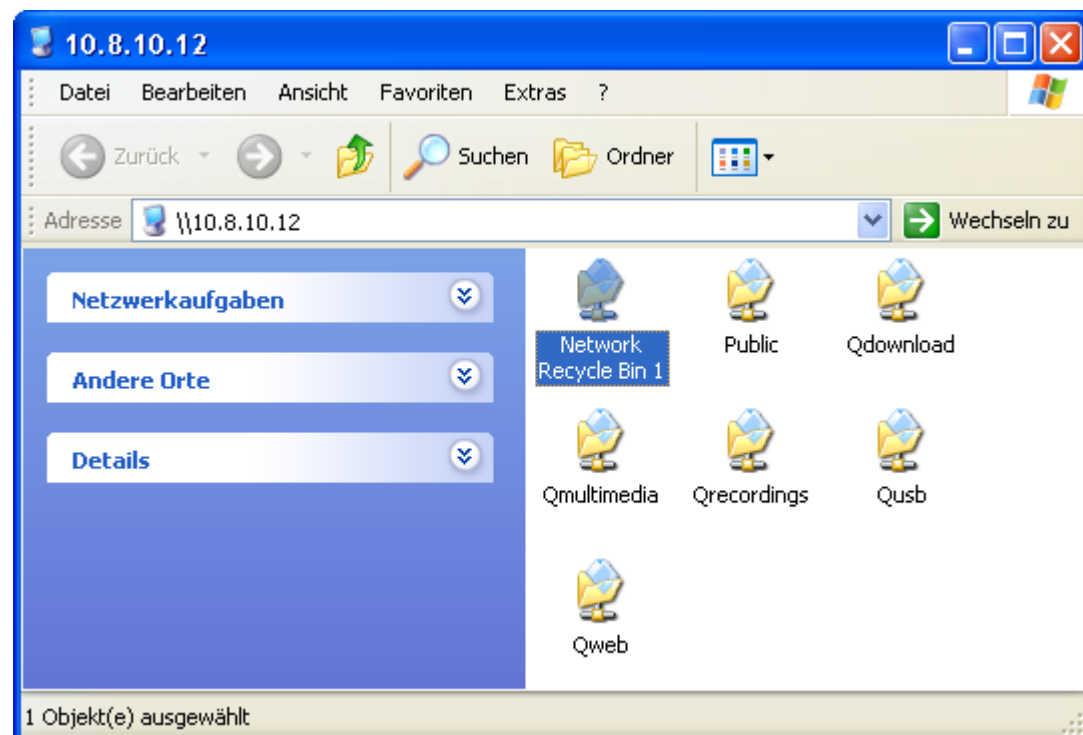 10.8.10.12
Datei Bearbeiten Ansicht Favoriten Extras ?
Zurück Suchen Ordner
Adresse \\10.8.10.12 Wechseln zu
Netzwerkaufgaben
Andere Orte
Details
Network
Recycle Bin 1
Public
Qdownload
Qmultimedia
Qrecordings
Qusb
Qweb
1 Objekt(e) ausgewählt